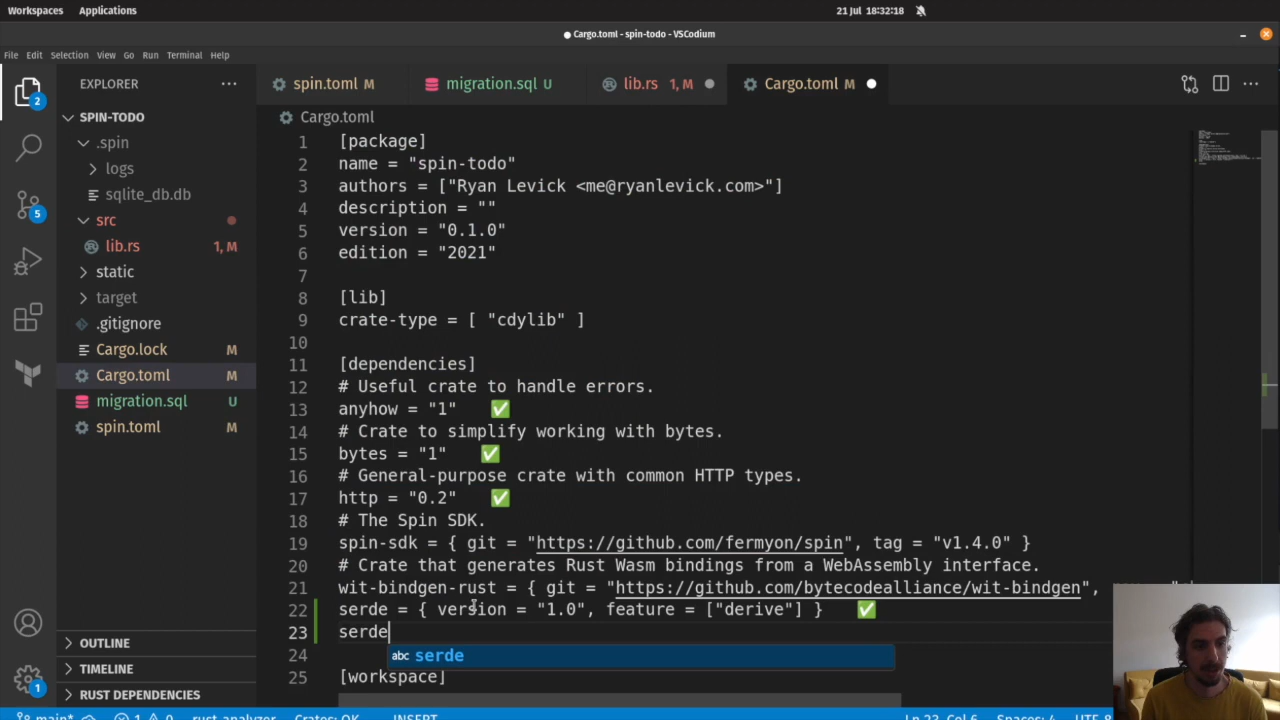 Workspaces Applications 21 Jul 18:32:18
● Cargo.toml - spin-todo - VSCodium
File Edit Selection View Go Run Terminal Help
EXPLORER ···
spin.toml M migration.sql U lib.rs 1, M Cargo.toml M
Cargo.toml
SPIN-TODO
.spin
logs
sqlite_db.db
src
lib.rs 1, M
static
target
.gitignore
Cargo.lock M
Cargo.toml M
migration.sql U
spin.toml M
OUTLINE
TIMELINE
RUST DEPENDENCIES
2
5
1
1 [package]
2 name = "spin-todo"
3 authors = ["Ryan Levick <me@ryanlevick.com>"]
4 description = ""
5 version = "0.1.0"
6 edition = "2021"
7
8 [lib]
9 crate-type = [ "cdylib" ]
10
11 [dependencies]
12 # Useful crate to handle errors.
13 anyhow = "1" ✅
14 # Crate to simplify working with bytes.
15 bytes = "1" ✅
16 # General-purpose crate with common HTTP types.
17 http = "0.2" ✅
18 # The Spin SDK.
19 spin-sdk = { git = "https://github.com/fermyon/spin", tag = "v1.4.0" }
20 # Crate that generates Rust Wasm bindings from a WebAssembly interface.
21 wit-bindgen-rust = { git = "https://github.com/bytecodealliance/wit-bindgen",
22 serde = { version = "1.0", feature = ["derive"] } ✅
23 serde
abc serde
24
25 [workspace]
main* 1 0 rust-analyzer Crates: OK INSERT Ln 23, Col 6 Spaces: 4 UTF-8